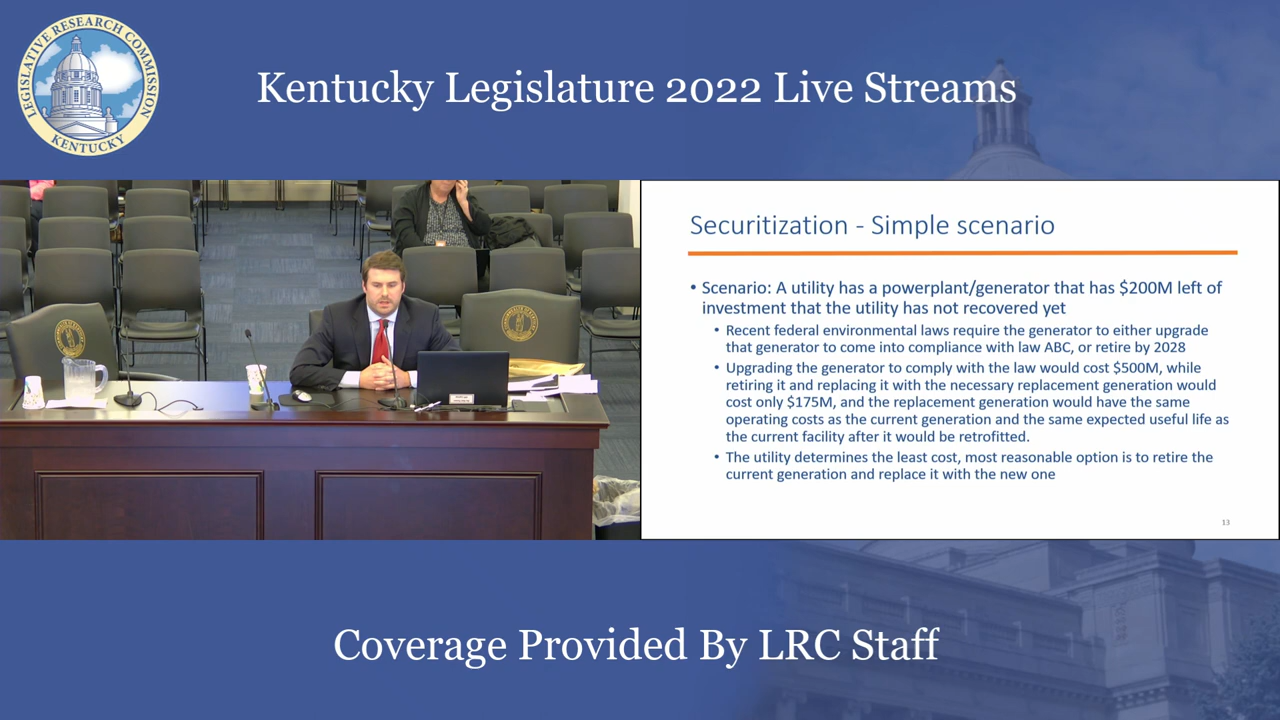 LEGISLATIVE RESEARCH COMMISSION
KENTUCKY
Kentucky Legislature 2022 Live Streams
Securitization - Simple scenario
• Scenario: A utility has a powerplant/generator that has $200M left of
investment that the utility has not recovered yet
• Recent federal environmental laws require the generator to either upgrade
that generator to come into compliance with law ABC, or retire by 2028
• Upgrading the generator to comply with the law would cost $500M, while
retiring it and replacing it with the necessary replacement generation would
cost only $175M, and the replacement generation would have the same
operating costs as the current generation and the same expected useful life as
the current facility after it would be retrofitted.
• The utility determines the least cost, most reasonable option is to retire the
current generation and replace it with the new one
13
Coverage Provided By LRC Staff